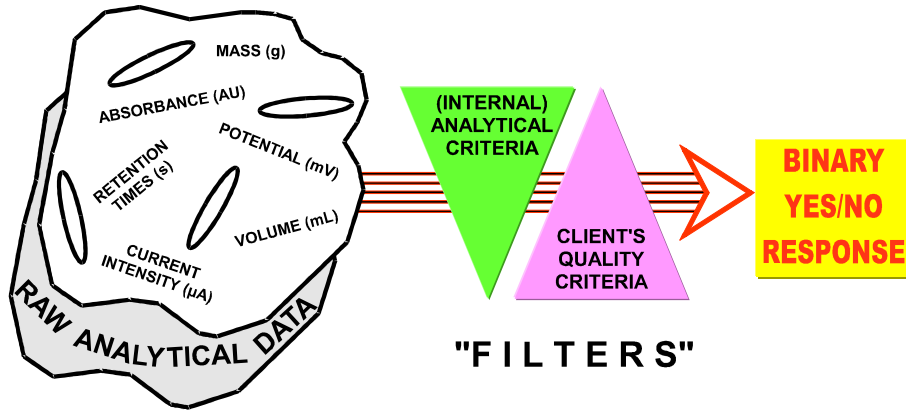 MASS (g)
ABSORBANCE (AU)
POTENTIAL (mV)
RETENTION
TIMES (s)
VOLUME (mL)
CURRENT
INTENSITY (µA)
RAW ANALYTICAL DATA
(INTERNAL)
ANALYTICAL
CRITERIA
CLIENT'S
QUALITY
CRITERIA
"FILTERS"
BINARY
YES/NO
RESPONSE